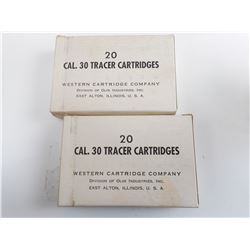 20
CAL. 30 TRACER CARTRIDGES
WESTERN CARTRIDGE COMPANY
DIVISION OF OLIN INDUSTRIES, INC.
EAST ALTON, ILLINOIS, U. S. A.
20
CAL. 30 TRACER CARTRIDGES
WESTERN CARTRIDGE COMPANY
DIVISION OF OLIN INDUSTRIES, INC.
EAST ALTON, ILLINOIS, U. S. A.